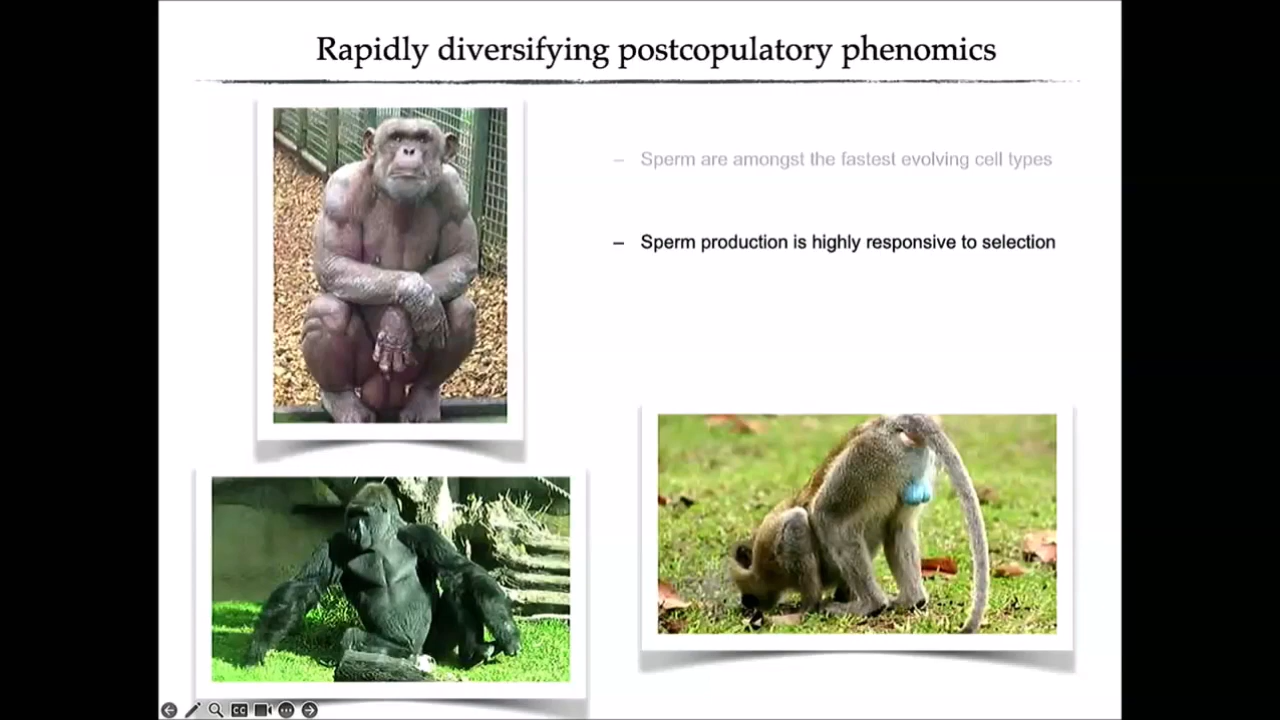 Rapidly diversifying postcopulatory phenomics
– Sperm are amongst the fastest evolving cell types
– Sperm production is highly responsive to selection
CC